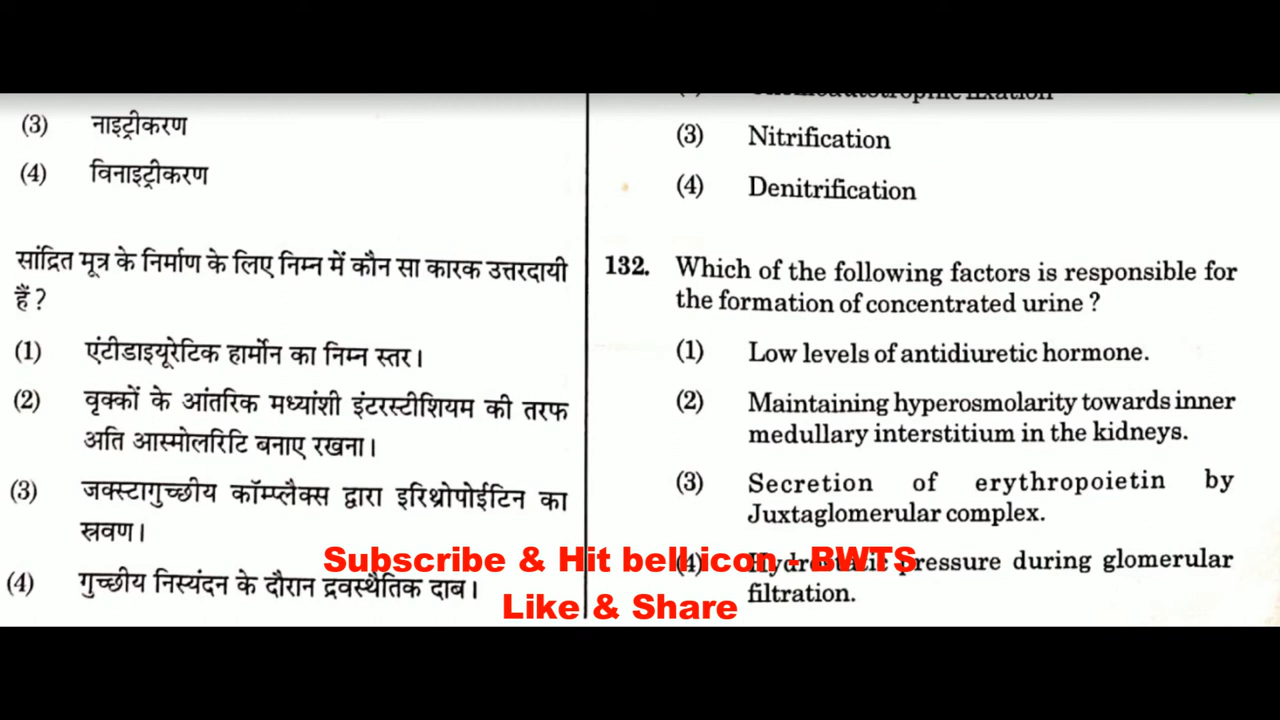 (3) नाइट्रीकरण
(4) विनाइट्रीकरण
सांद्रित मूत्र के निर्माण के लिए निम्न में कौन सा कारक उत्तरदायी
हैं ?
(1) एंटीडाइयूरेटिक हार्मोन का निम्न स्तर।
(2) वृक्कों के आंतरिक मध्यांशी इंटरस्टीशियम की तरफ
अति आस्मोलरिटि बनाए रखना।
(3) जक्स्टागुच्छीय कॉम्प्लैक्स द्वारा इरिथ्रोपोईटिन का
स्रवण।
(4) गुच्छीय निस्यंदन के दौरान द्रवस्थैतिक दाब।
fixation
(3) Nitrification
(4) Denitrification
132. Which of the following factors is responsible for
the formation of concentrated urine ?
(1) Low levels of antidiuretic hormone.
(2) Maintaining hyperosmolarity towards inner
medullary interstitium in the kidneys.
(3) Secretion of erythropoietin by
Juxtaglomerular complex.
(4) Hydrostatic pressure during glomerular
filtration.
Subscribe & Hit bell icon - BWTS
Like & Share